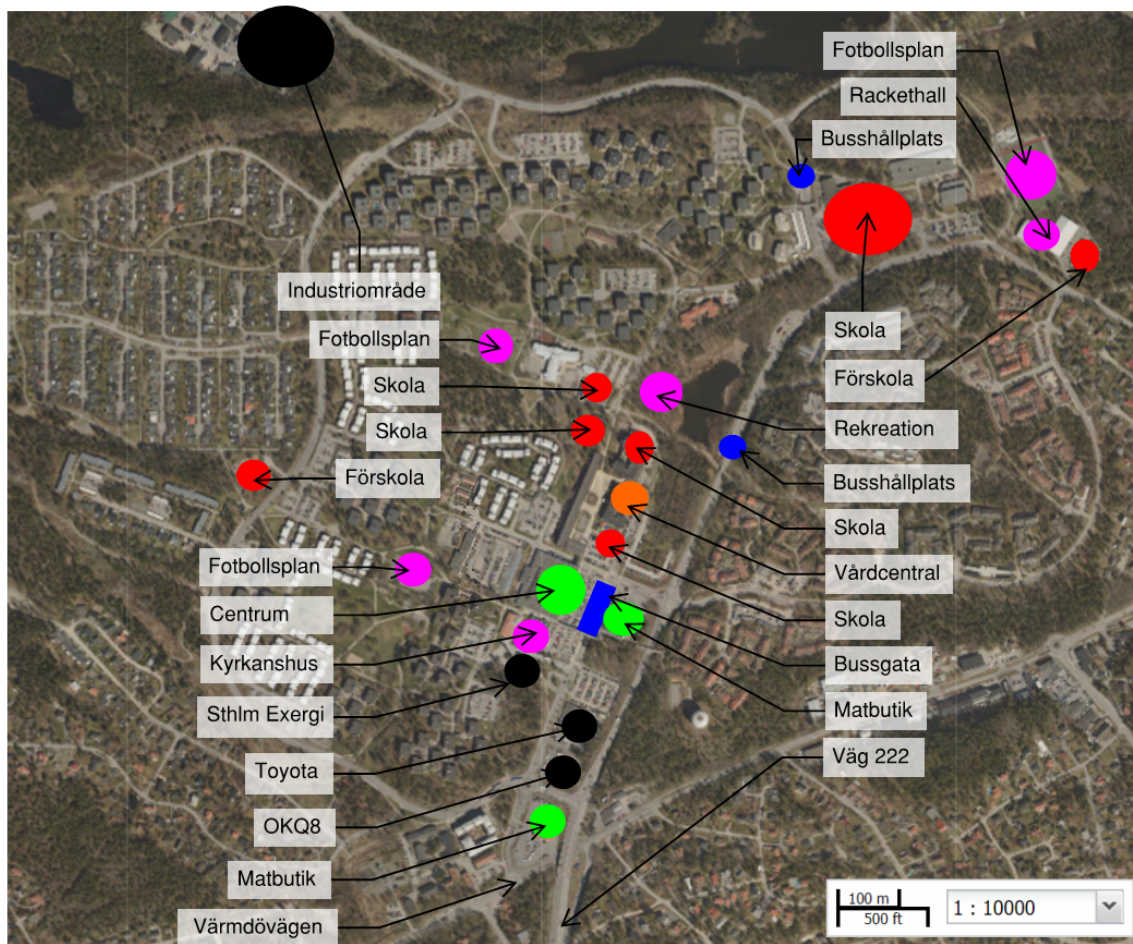 Fotbollsplan
Rackethall
Busshållplats
Industriområde
Fotbollsplan
Skola
Skola
Förskola
Skola
Förskola
Rekreation
Busshållplats
Skola
Vårdcentral
Skola
Bussgata
Matbutik
Väg 222
Fotbollsplan
Centrum
Kyrkanshus
Sthlm Exergi
Toyota
OKQ8
Matbutik
Värmdövägen
100 m
500 ft
1 : 10000